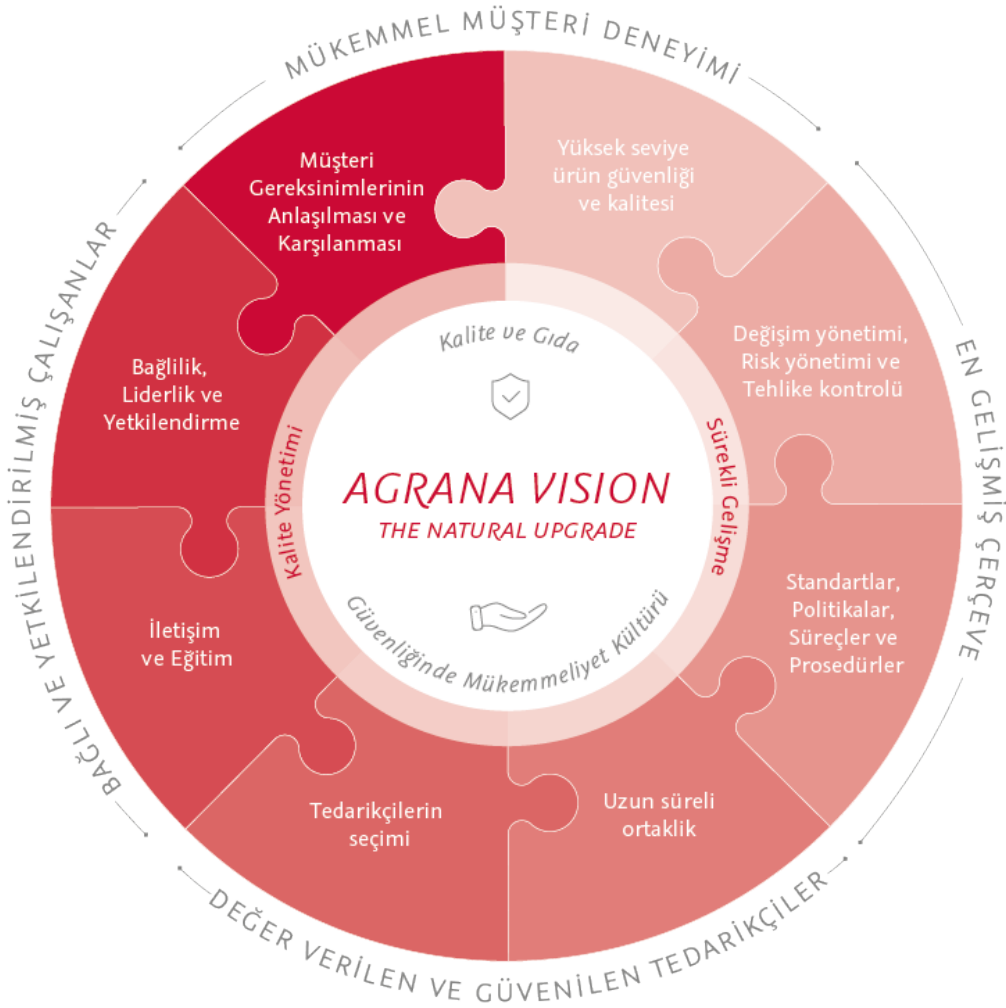 MÜKEMMEL MÜŞTERİ DENEYİMİ
Müşteri
Gereksinimlerinin
Anlaşılması ve
Karşılanması
Yüksek seviye
ürün güvenliği
ve kalitesi
EN GELİŞMİŞ ÇERÇEVE
Değişim yönetimi,
Risk yönetimi ve
Tehlike kontrolü
Standartlar,
Politikalar,
Süreçler ve
Prosedürler
DEĞER VERİLEN VE GÜVENİLEN TEDARİKÇİLER
Uzun süreli
ortaklik
Tedarikçilerin
seçimi
BAĞLI VE YETKİLENDİRİLMİŞ ÇALIŞANLAR
İletişim
ve Eğitim
Bağlilik,
Liderlik ve
Yetkilendirme
Kalite Yönetimi
Sürekli Gelişme
Kalite ve Gıda
AGRANA VISION
THE NATURAL UPGRADE
Güvenliğinde Mükemmeliyet Kültürü